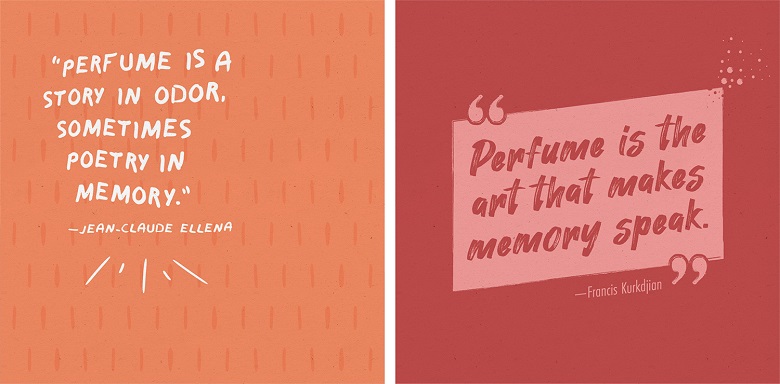 "PERFUME IS A
STORY IN ODOR,
SOMETIMES
POETRY IN
MEMORY."
—JEAN-CLAUDE ELLENA
“
Perfume is the
art that makes
memory speak.
”
—Francis Kurkdjian